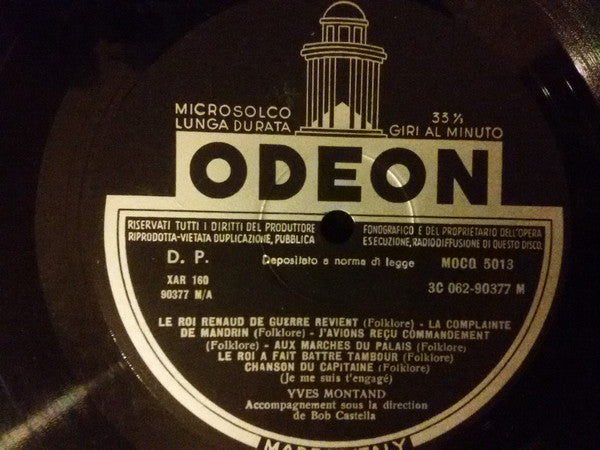 MICROSOLCO 33⅓
LUNGA DURATA GIRI AL MINUTO
ODEON
RISERVATI TUTTI I DIRITTI DEL PRODUTTORE FONOGRAFICO E DEL PROPRIETARIO DELL'OPERA
RIPRODOTTA-VIETATA DUPLICAZIONE, PUBBLICA ESECUZIONE, RADIODIFFUSIONE DI QUESTO DISCO.
D. P. Depositato a norma di legge MOCQ 5013
XAR 160
90377 M/A 3C 062-90377 M
LE ROI RENAUD DE GUERRE REVIENT (Folklore) - LA COMPLAINTE
DE MANDRIN (Folklore) - J'AVIONS REÇU COMMANDEMENT
(Folklore) - AUX MARCHES DU PALAIS (Folklore)
LE ROI A FAIT BATTRE TAMBOUR (Folklore)
CHANSON DU CAPITAINE (Folklore)
(Je me suis t'engagé)
YVES MONTAND
Accompagnement sous la direction
de Bob Castella
MADE IN ITALY